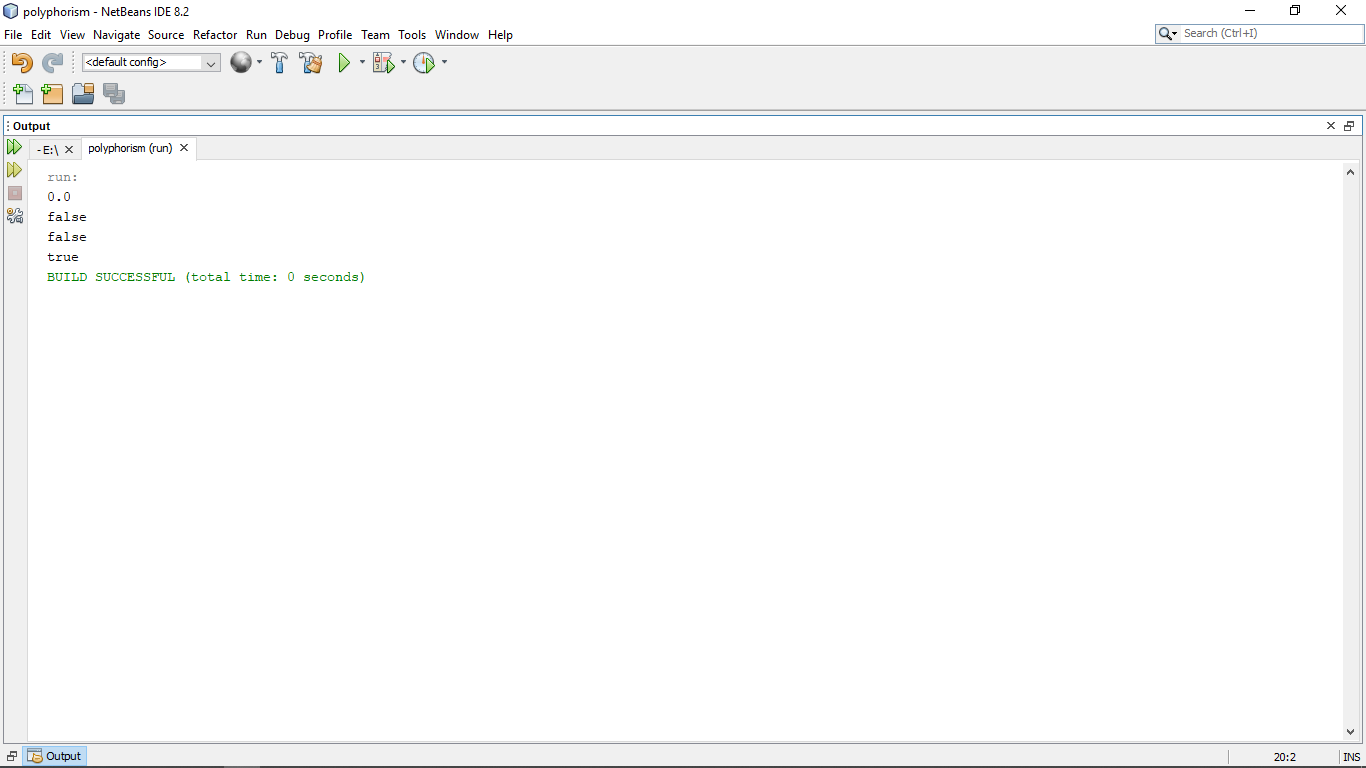 polyphorism - NetBeans IDE 8.2
File Edit View Navigate Source Refactor Run Debug Profile Team Tools Window Help
Search (Ctrl+I)
<default config>
Output
-E:\
polyphorism (run)
run:
0.0
false
false
true
BUILD SUCCESSFUL (total time: 0 seconds)
Output
20:2
INS